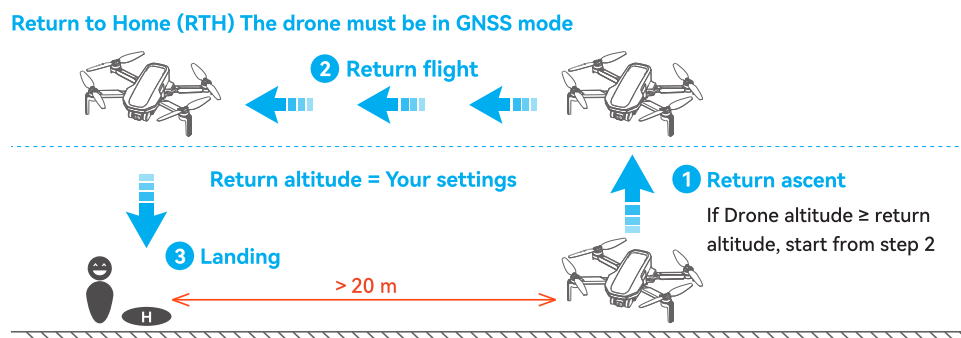 Return to Home (RTH) The drone must be in GNSS mode
2 Return flight
Return altitude = Your settings
1 Return ascent
If Drone altitude ≥ return
altitude, start from step 2
3 Landing
> 20 m
H